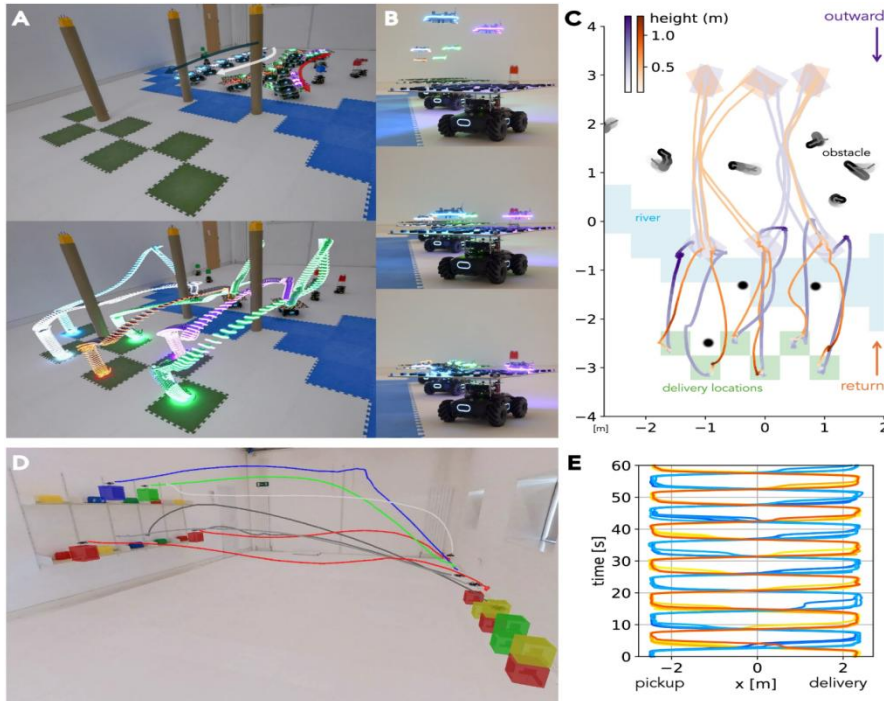 A
B
C
height (m)
1.0
0.5
outward
4
3
2
1
0
−1
−2
−3
−4
obstacle
river
delivery locations
return
[m]
−2
−1
0
1
2
D
E
60
50
40
30
20
10
0
time [s]
−2
0
2
pickup
x [m]
delivery